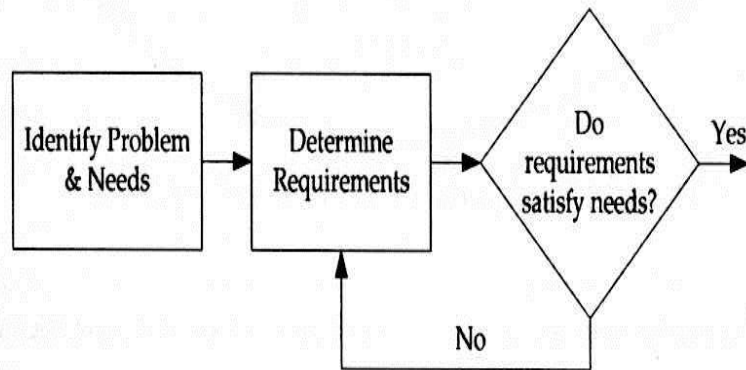 Identify Problem
& Needs
Determine
Requirements
Do
requirements
satisfy needs?
Yes
No